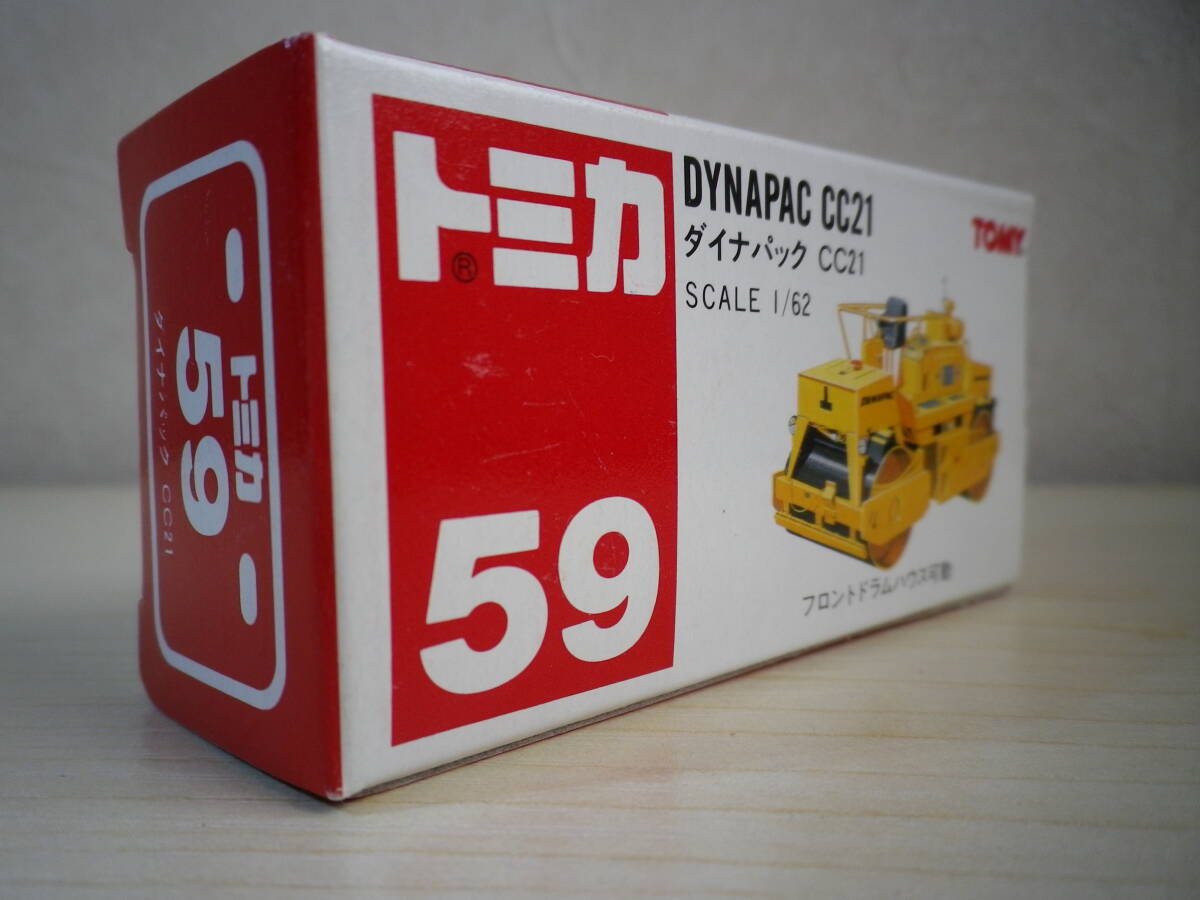 トミカ
®
59
DYNAPAC CC21
ダイナパック CC21
SCALE 1/62
TOMY
DYNAPAC
フロントドラムハウス可動
トミカ
59
ダイナパック CC21